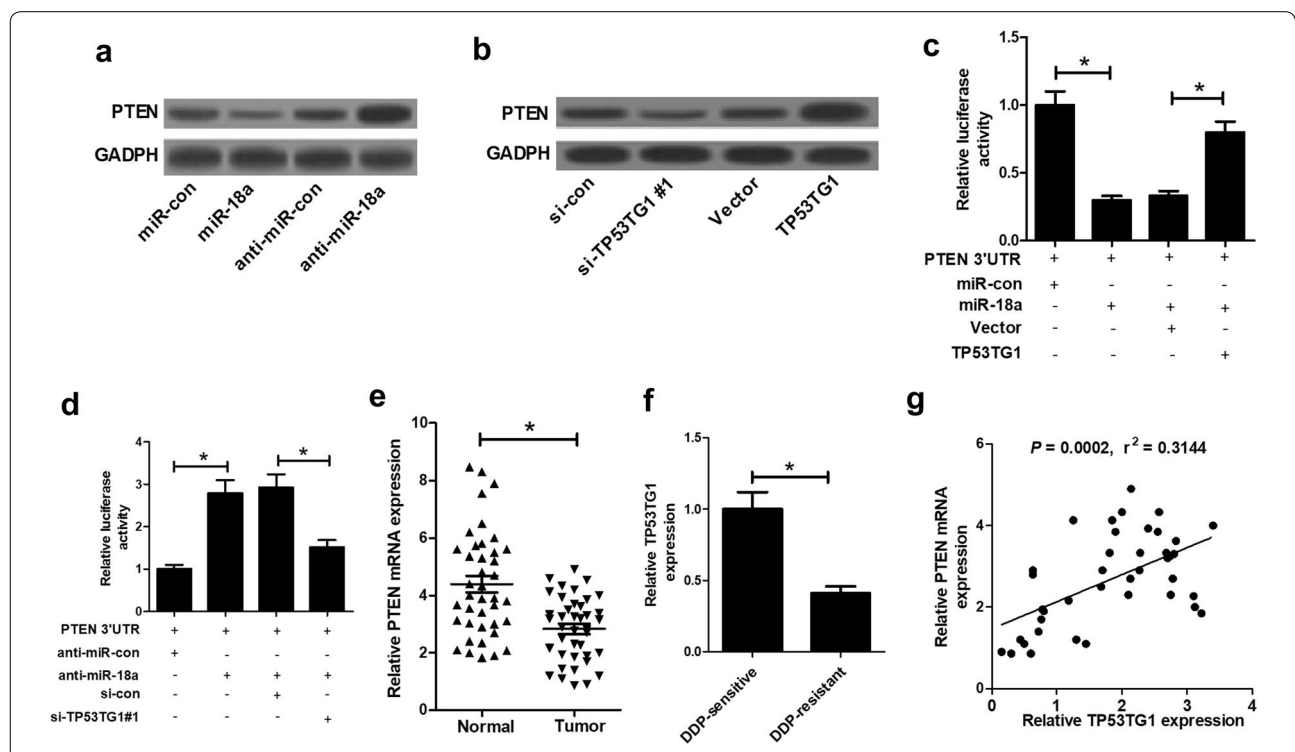 a
PTEN
GADPH
miR-con
miR-18a
anti-miR-con
anti-miR-18a
b
PTEN
GADPH
si-con
si-TP53TG1 #1
Vector
TP53TG1
c
Relative luciferase
activity
1.5
1.0
0.5
0.0
*
*
PTEN 3'UTR + + + +
miR-con + - - -
miR-18a - + + +
Vector - - + -
TP53TG1 - - - +
d
Relative luciferase
activity
4
3
2
1
0
*
*
PTEN 3'UTR + + + +
anti-miR-con + - - -
anti-miR-18a - + + +
si-con - - + -
si-TP53TG1#1 - - - +
e
Relative PTEN mRNA expression
10
8
6
4
2
0
*
Normal Tumor
f
Relative TP53TG1
expression
1.5
1.0
0.5
0.0
*
DDP-sensitive
DDP-resistant
g
P = 0.0002, r² = 0.3144
Relative PTEN mRNA
expression
6
4
2
0
0 1 2 3 4
Relative TP53TG1 expression